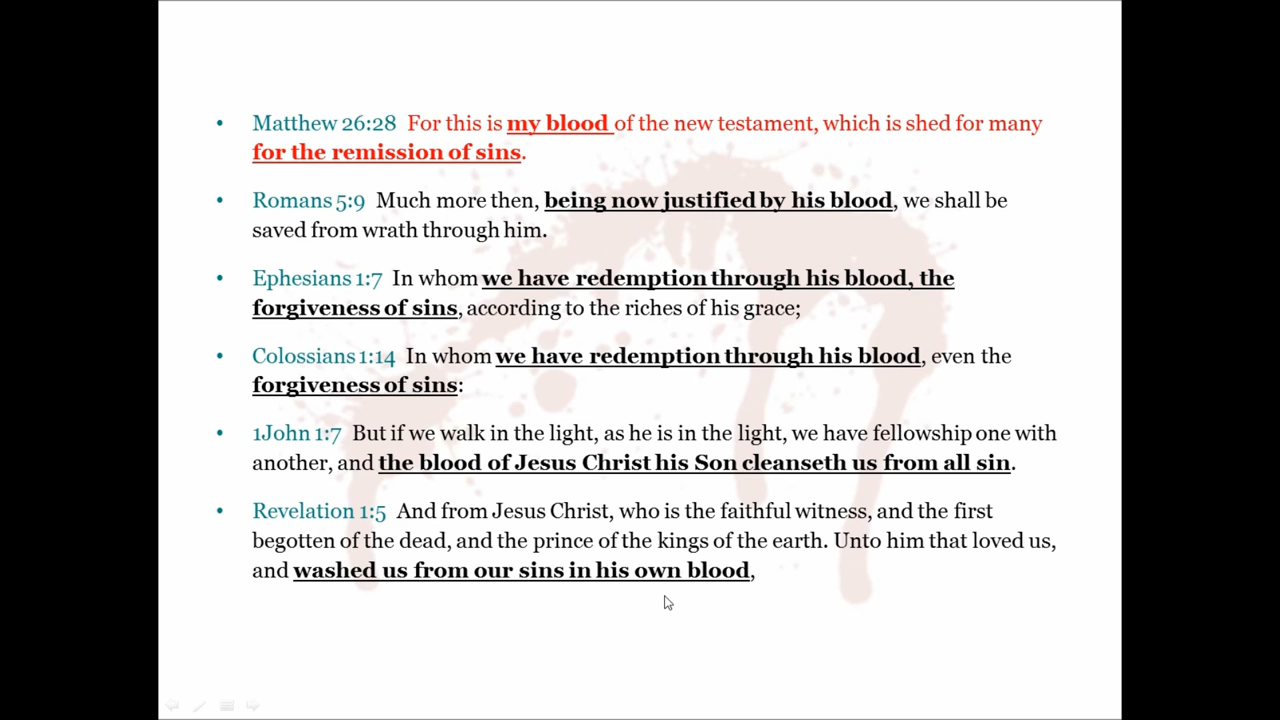 • Matthew 26:28 For this is my blood of the new testament, which is shed for many
for the remission of sins.
• Romans 5:9 Much more then, being now justified by his blood, we shall be
saved from wrath through him.
• Ephesians 1:7 In whom we have redemption through his blood, the
forgiveness of sins, according to the riches of his grace;
• Colossians 1:14 In whom we have redemption through his blood, even the
forgiveness of sins:
• 1John 1:7 But if we walk in the light, as he is in the light, we have fellowship one with
another, and the blood of Jesus Christ his Son cleanseth us from all sin.
• Revelation 1:5 And from Jesus Christ, who is the faithful witness, and the first
begotten of the dead, and the prince of the kings of the earth. Unto him that loved us,
and washed us from our sins in his own blood,